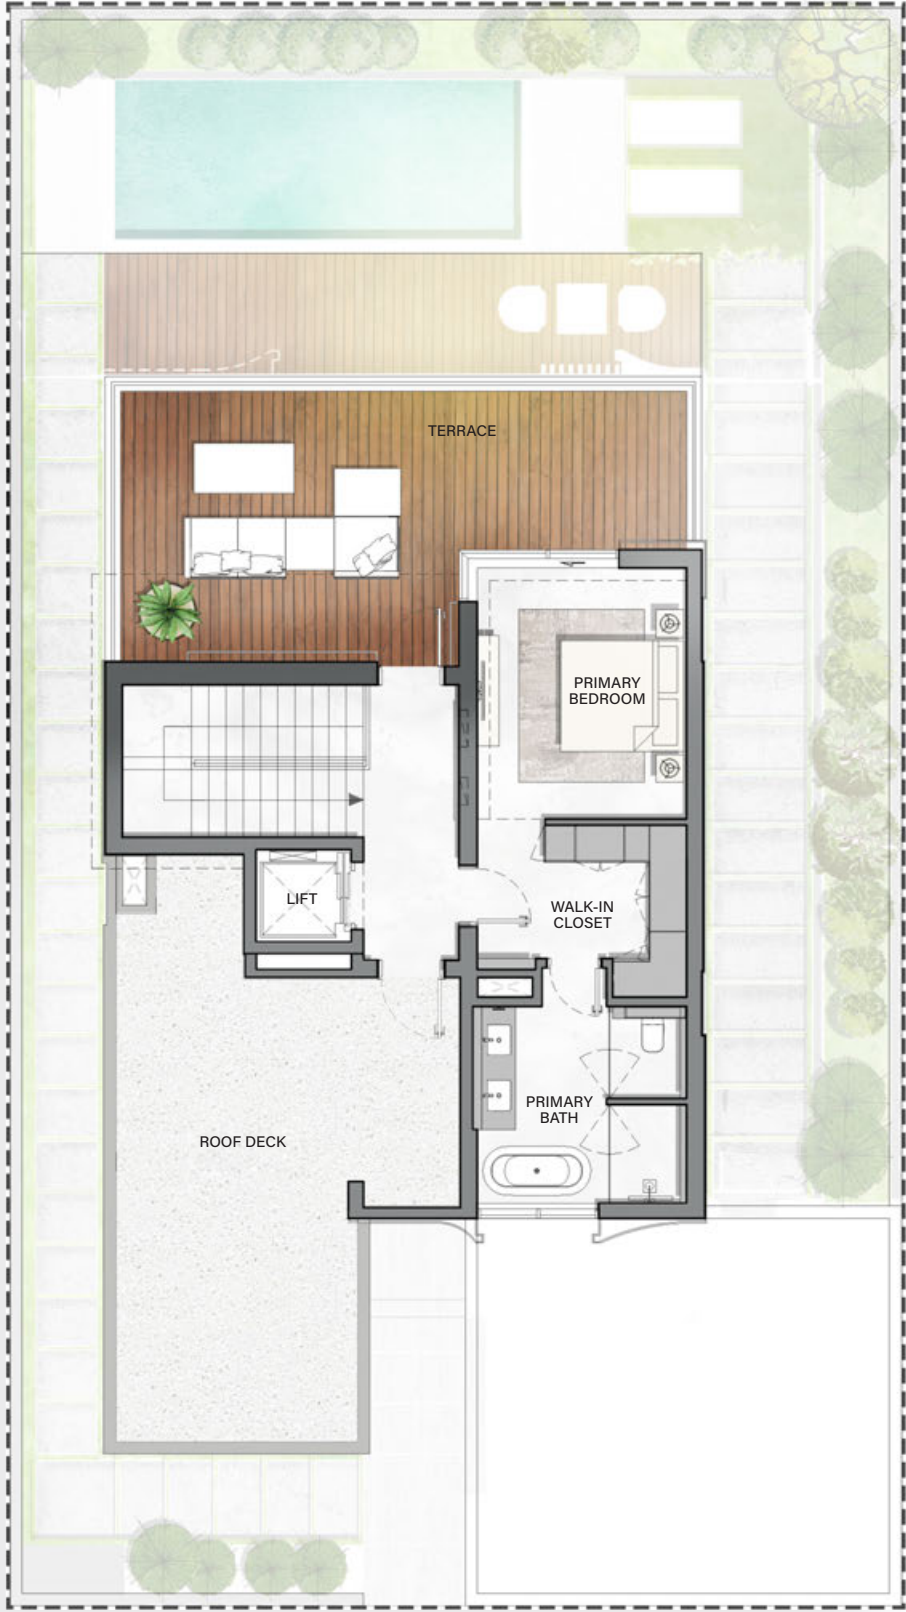 TERRACE
PRIMARY
BEDROOM
LIFT
WALK-IN
CLOSET
PRIMARY
BATH
ROOF DECK